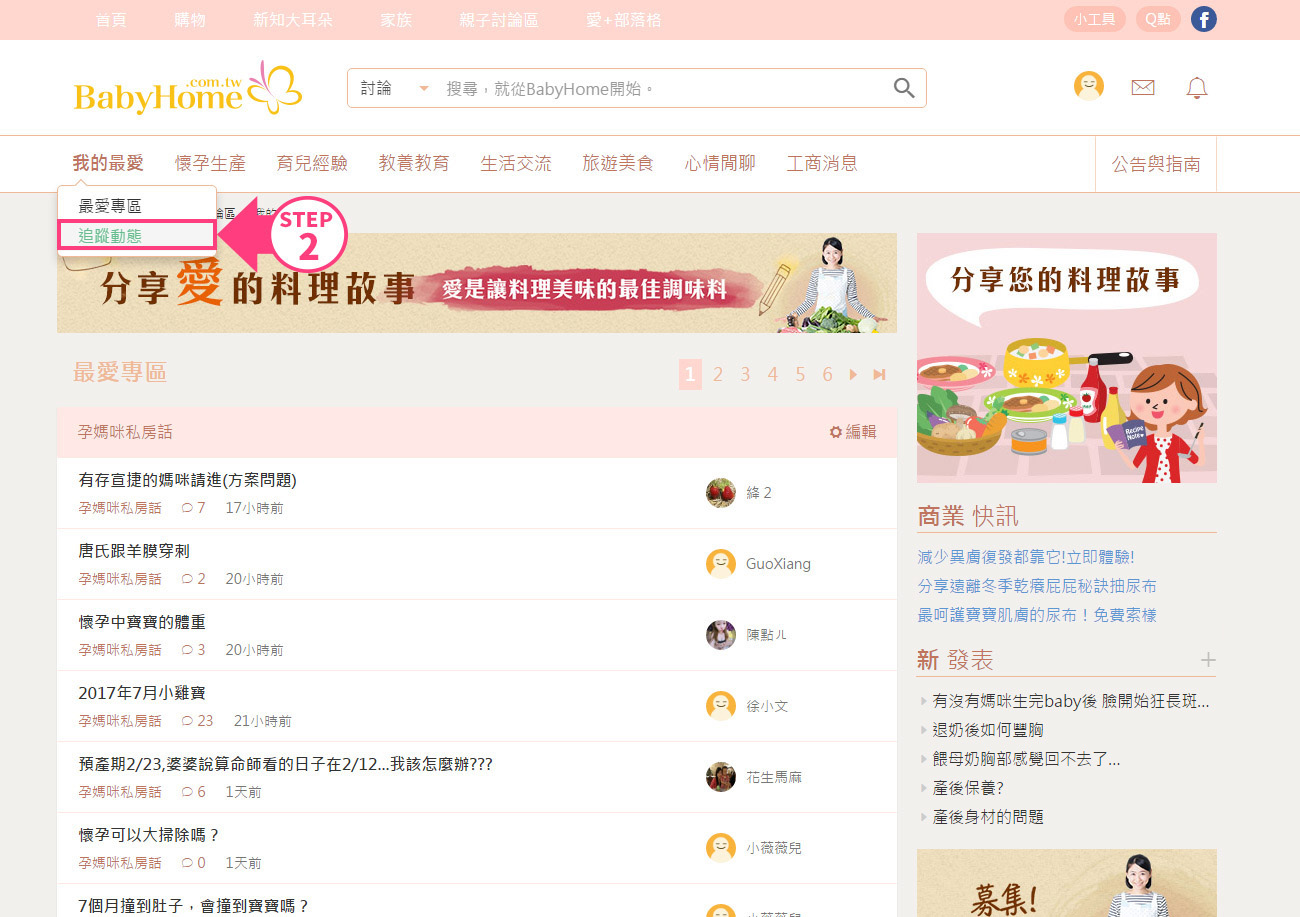 首頁 購物 新知大耳朵 家族 親子討論區 愛+部落格 小工具 Q點 f
BabyHome.com.tw
討論 搜尋，就從BabyHome開始。
我的最愛 懷孕生產 育兒經驗 教養教育 生活交流 旅遊美食 心情閒聊 工商消息 公告與指南
最愛專區
追蹤動態
STEP
2
分享愛的料理故事 愛是讓料理美味的最佳調味料
分享您的料理故事
Recipe
Note
最愛專區 1 2 3 4 5 6
孕媽咪私房話 編輯
有存宣捷的媽咪請進(方案問題)
孕媽咪私房話 7 17小時前
絳 2
唐氏跟羊膜穿刺
孕媽咪私房話 2 20小時前
GuoXiang
懷孕中寶寶的體重
孕媽咪私房話 3 20小時前
陳點ㄦ
2017年7月小雞寶
孕媽咪私房話 23 21小時前
徐小文
預產期2/23,婆婆說算命師看的日子在2/12...我該怎麼辦???
孕媽咪私房話 6 1天前
花生馬麻
懷孕可以大掃除嗎？
孕媽咪私房話 0 1天前
小薇薇兒
7個月撞到肚子，會撞到寶寶嗎？
商業 快訊
減少異膚復發都靠它!立即體驗!
分享遠離冬季乾癢屁屁秘訣抽尿布
最呵護寶寶肌膚的尿布！免費索樣
新 發表
有沒有媽咪生完baby後 臉開始狂長斑...
退奶後如何豐胸
餵母奶胸部感覺回不去了...
產後保養?
產後身材的問題
募集!